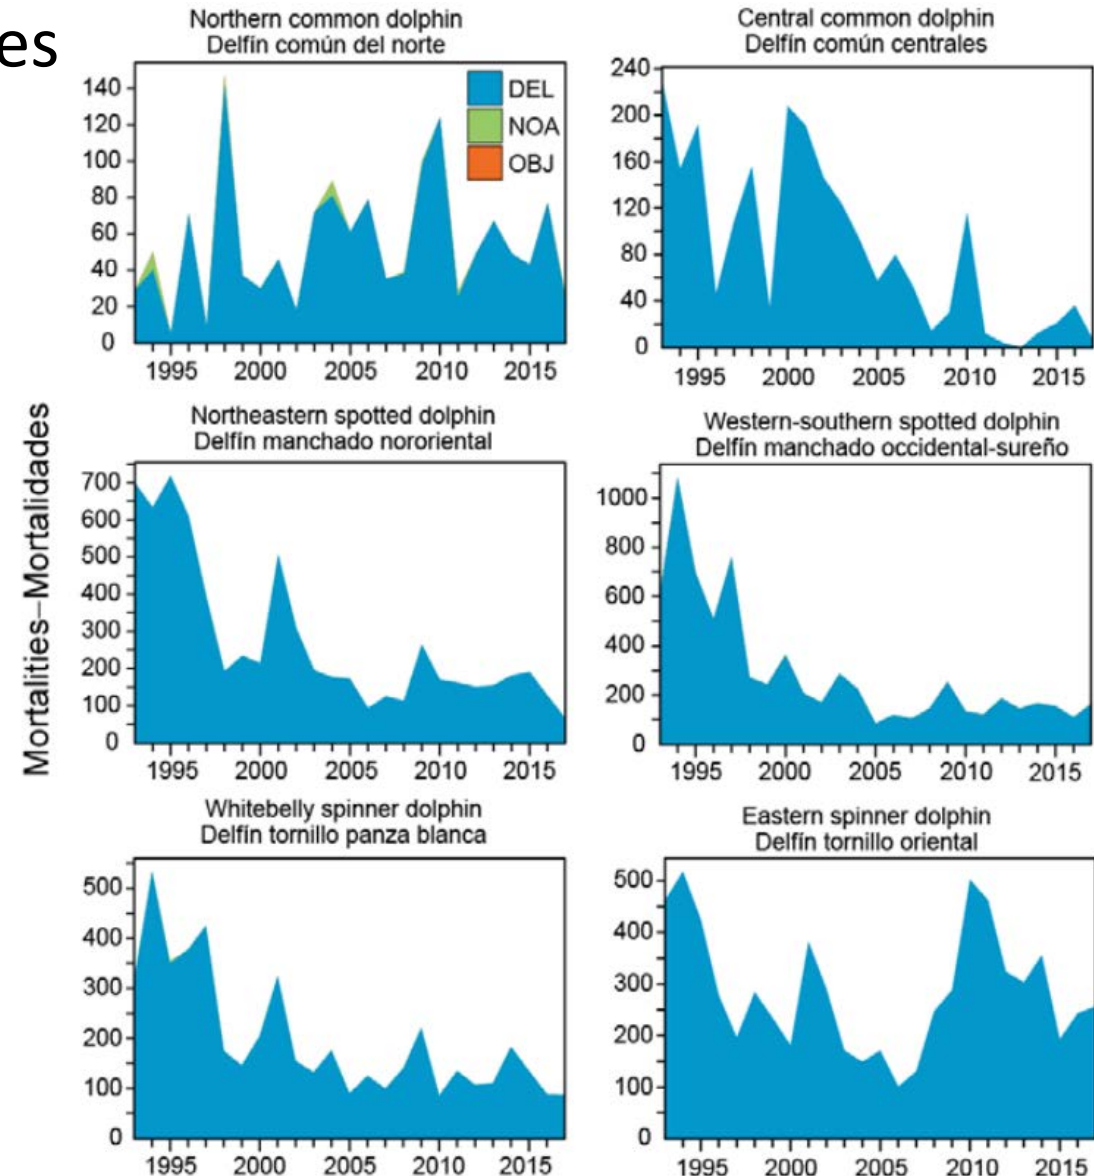 es
Northern common dolphin
Delfín común del norte
140
120
100
80
60
40
20
0
DEL
NOA
OBJ
1995 2000 2005 2010 2015
Central common dolphin
Delfín común centrales
240
200
160
120
80
40
0
1995 2000 2005 2010 2015
Mortalities–Mortalidades
Northeastern spotted dolphin
Delfín manchado nororiental
700
600
500
400
300
200
100
0
1995 2000 2005 2010 2015
Western-southern spotted dolphin
Delfín manchado occidental-sureño
1000
800
600
400
200
0
1995 2000 2005 2010 2015
Whitebelly spinner dolphin
Delfín tornillo panza blanca
500
400
300
200
100
0
1995 2000 2005 2010 2015
Eastern spinner dolphin
Delfín tornillo oriental
500
400
300
200
100
0
1995 2000 2005 2010 2015